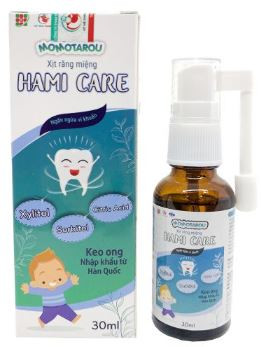 MOMOTAROU
Xịt răng miệng
HAMI CARE
Ngăn ngừa vi khuẩn
Xylitol
Citric Acid
Sorbitol
Keo ong
Nhập khẩu từ
Hàn Quốc
30ml
MOMOTAROU
Xịt răng miệng
HAMI CARE
Keo ong
Nhập khẩu từ
Hàn Quốc
30ml